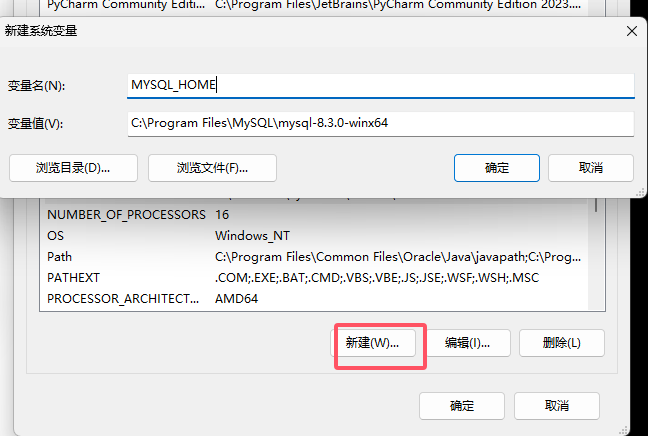 PyCharm Community Editi... C:\Program Files\JetBrains\PyCharm Community Edition 2023....
新建系统变量
变量名(N): MYSQL_HOME
变量值(V): C:\Program Files\MySQL\mysql-8.3.0-winx64
浏览目录(D)... 浏览文件(F)... 确定 取消
NUMBER_OF_PROCESSORS 16
OS Windows_NT
Path C:\Program Files\Common Files\Oracle\Java\javapath;C:\Prog...
PATHEXT .COM;.EXE;.BAT;.CMD;.VBS;.VBE;.JS;.JSE;.WSF;.WSH;.MSC
PROCESSOR_ARCHITECT... AMD64
新建(W)... 编辑(I)... 删除(L)
确定 取消